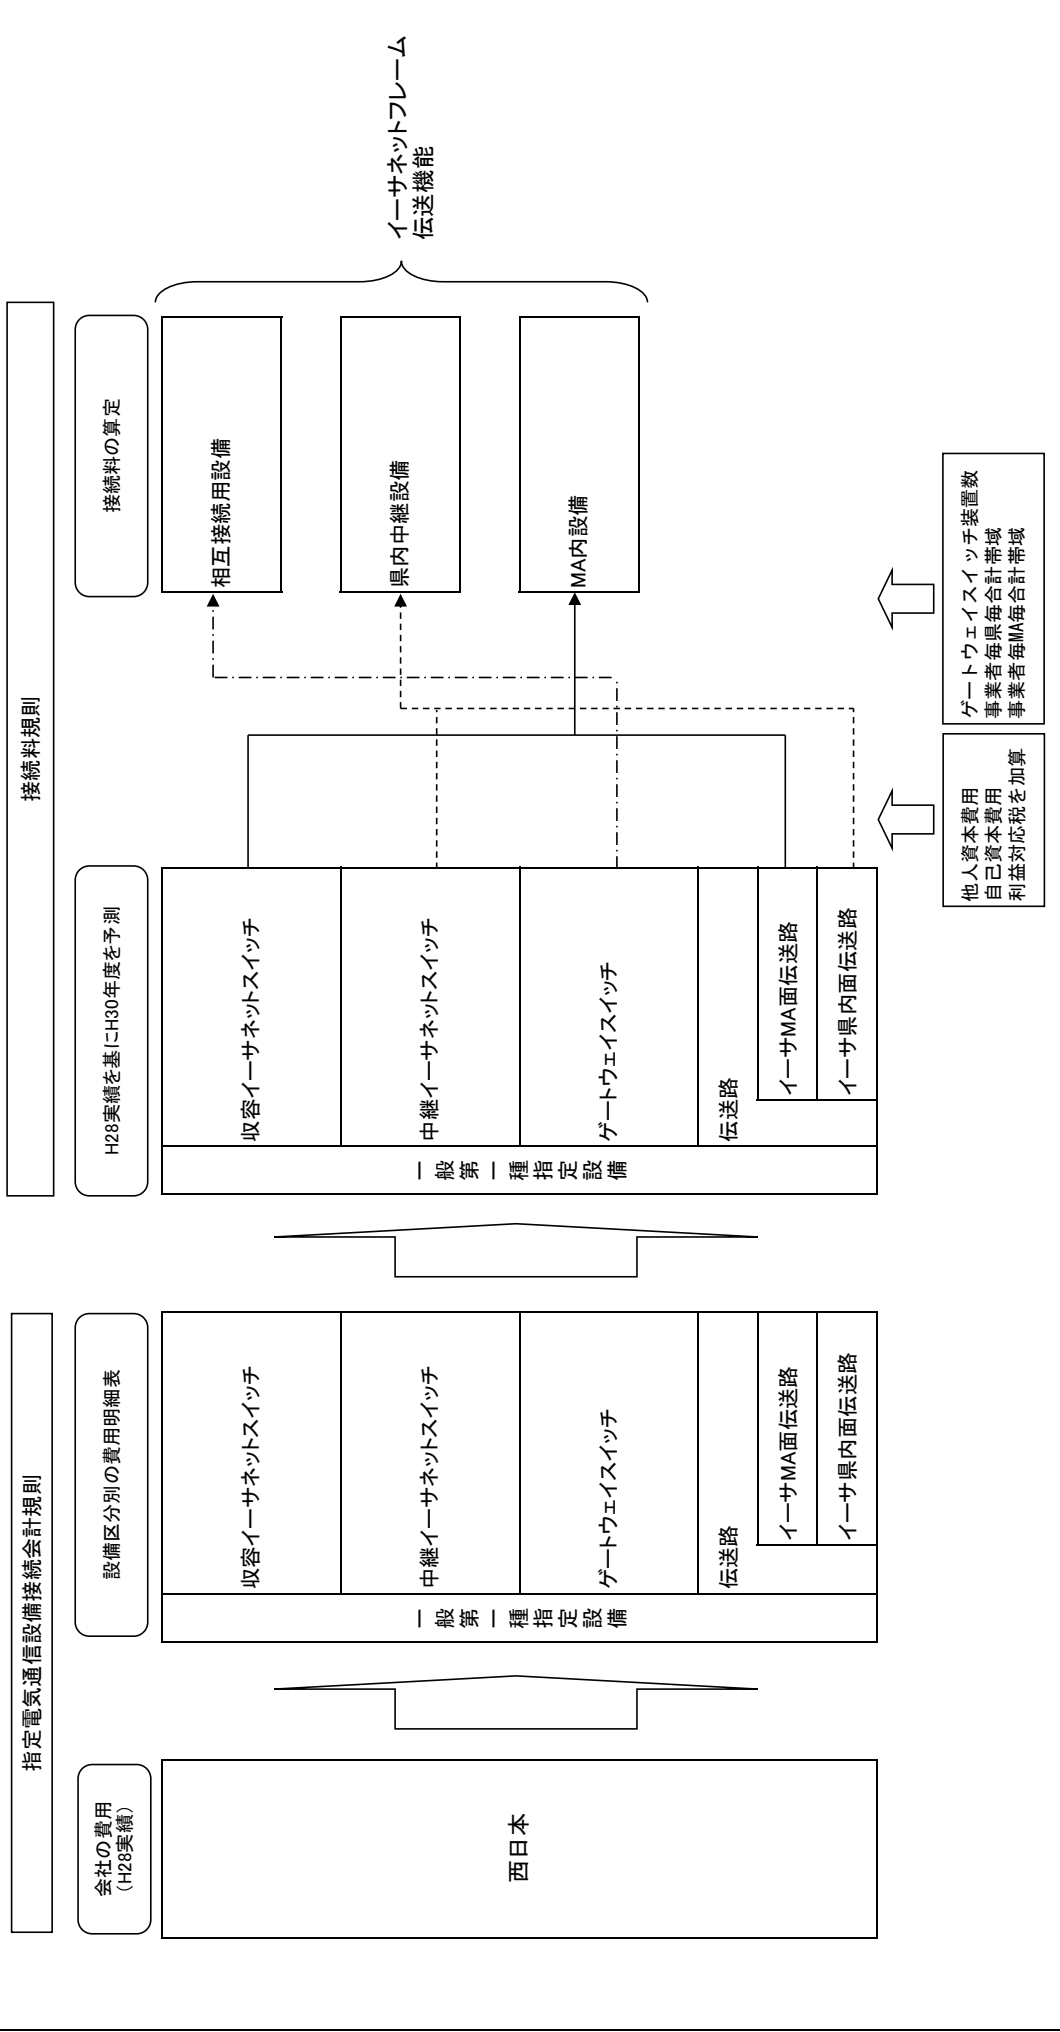 指定電気通信設備接続会計規則
接続料規則
会社の費用
(H28実績)
設備区分別の費用明細表
H28実績を基にH30年度を予測
接続料の算定
西日本
一般第一種指定設備
収容イーサネットスイッチ
中継イーサネットスイッチ
ゲートウェイスイッチ
伝送路
イーサMA面伝送路
イーサ県内面伝送路
一般第一種指定設備
収容イーサネットスイッチ
中継イーサネットスイッチ
ゲートウェイスイッチ
伝送路
イーサMA面伝送路
イーサ県内面伝送路
相互接続用設備
県内中継設備
MA内設備
イーサネットフレーム
伝送機能
他人資本費用
自己資本費用
利益対応税を加算
ゲートウェイスイッチ装置数
事業者毎県毎合計帯域
事業者毎MA毎合計帯域